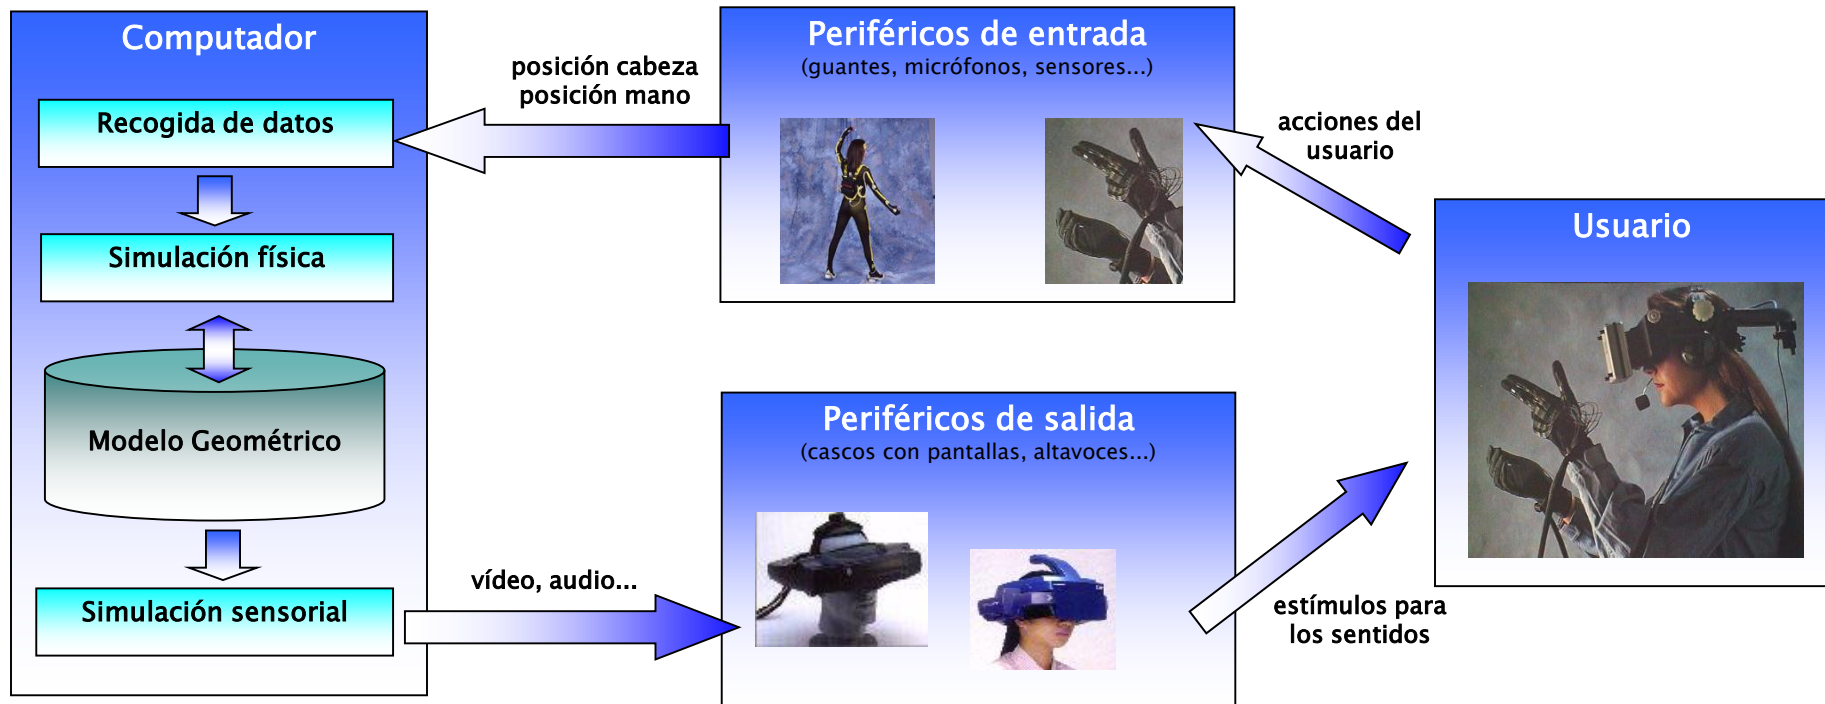 Computador
Recogida de datos
Simulación física
Modelo Geométrico
Simulación sensorial
posición cabeza
posición mano
Periféricos de entrada
(guantes, micrófonos, sensores...)
acciones del
usuario
Usuario
vídeo, audio...
Periféricos de salida
(cascos con pantallas, altavoces...)
estímulos para
los sentidos